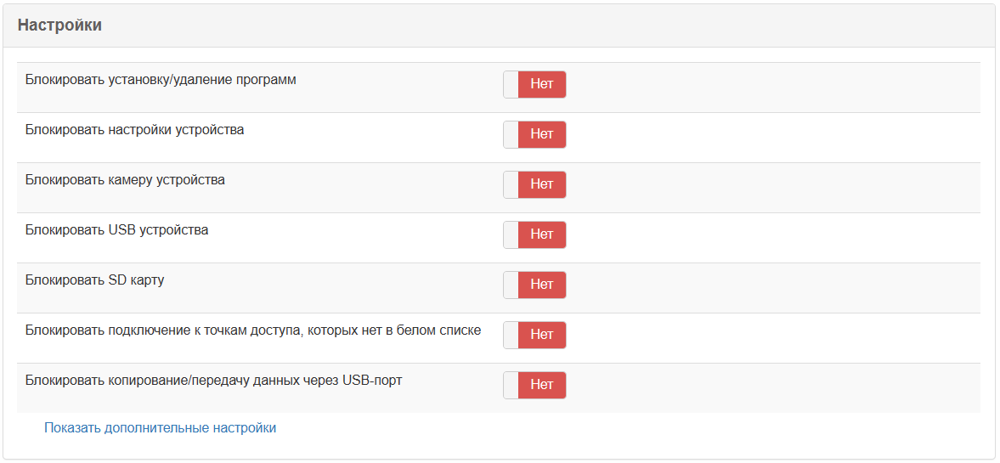 Настройки
Блокировать установку/удаление программ
Нет
Блокировать настройки устройства
Нет
Блокировать камеру устройства
Нет
Блокировать USB устройства
Нет
Блокировать SD карту
Нет
Блокировать подключение к точкам доступа, которых нет в белом списке
Нет
Блокировать копирование/передачу данных через USB-порт
Нет
Показать дополнительные настройки